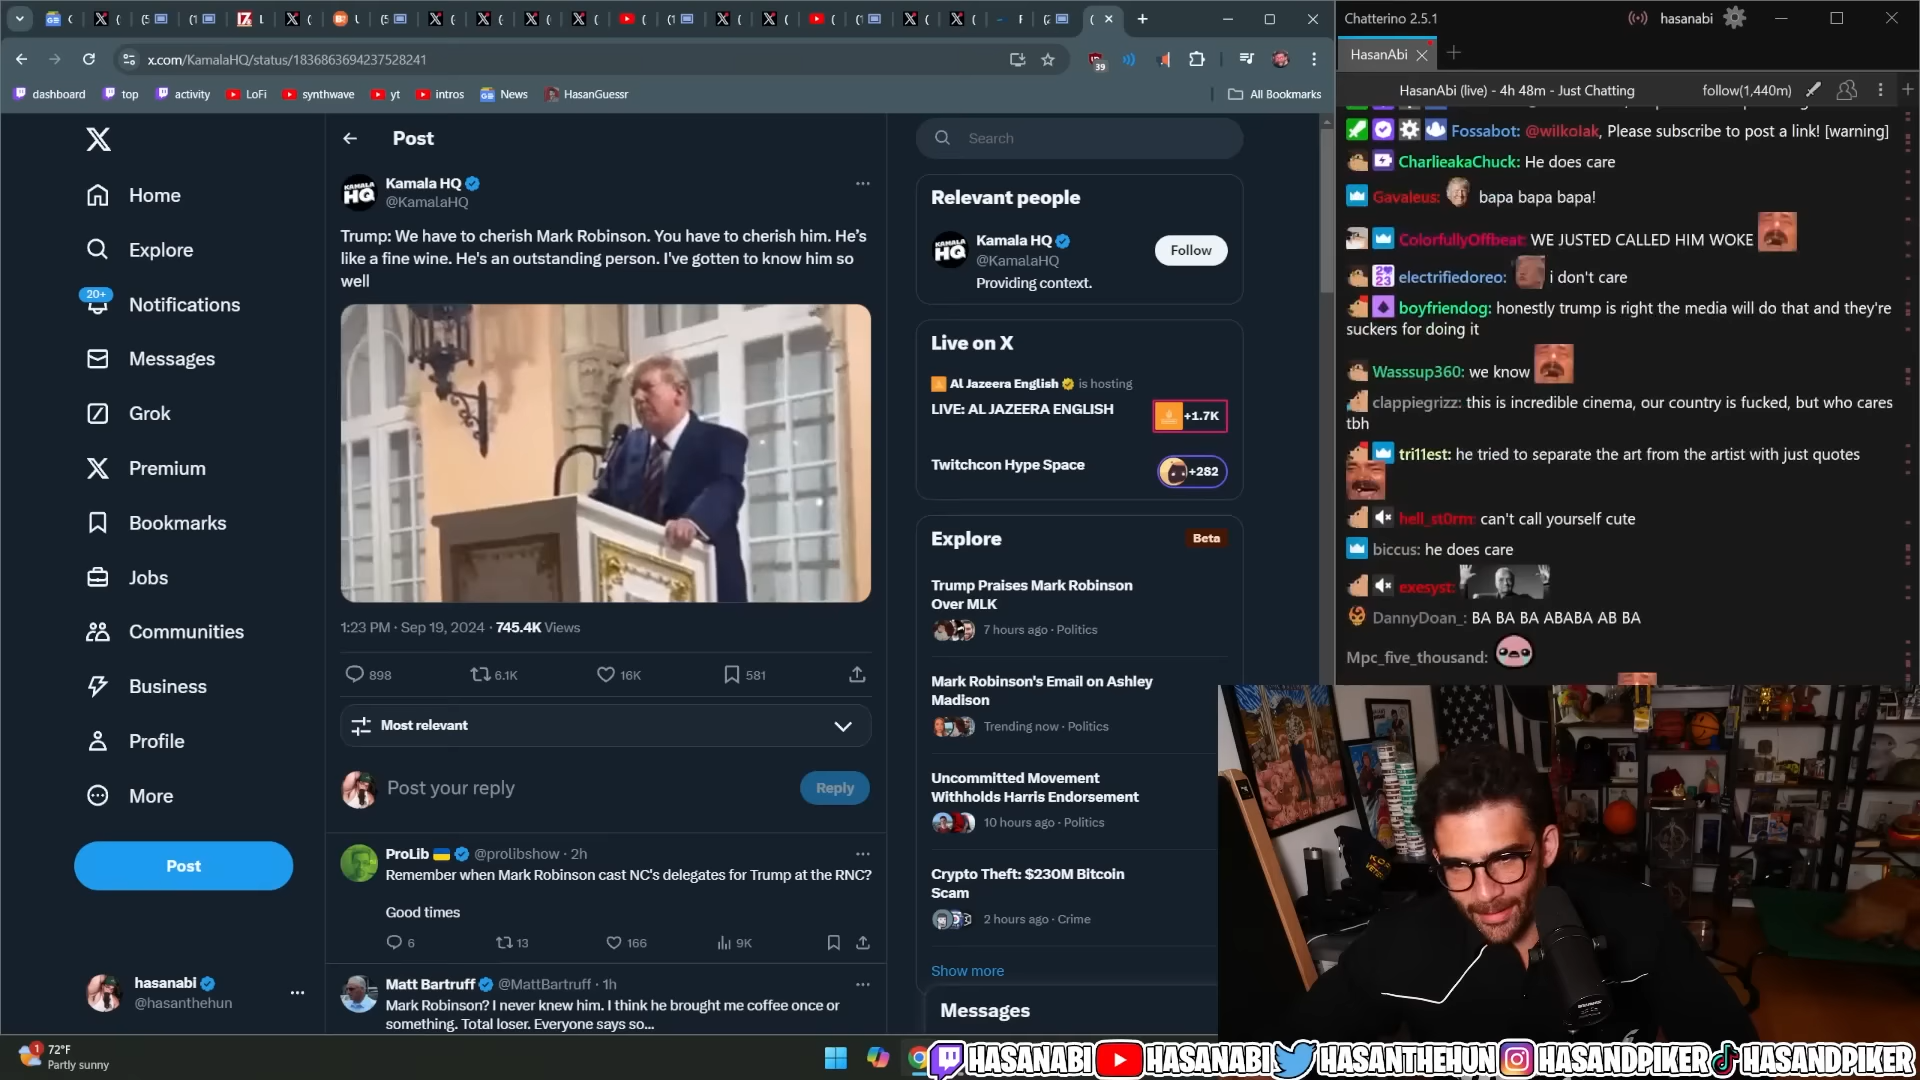 Chatterino 2.5.1
hasanabi
HasanAbi
x.com/KamalaHQ/status/1836863694237528241
39
dashboard
top
activity
LoFi
synthwave
yt
intros
News
HasanGuessr
All Bookmarks
HasanAbi (live) - 4h 48m - Just Chatting
follow(1,440m)
Home
Explore
20+
Notifications
Messages
Grok
Premium
Bookmarks
Jobs
Communities
Business
Profile
More
Post
hasanabi
@hasanthehun
Post
KAMALA HQ
Kamala HQ
@KamalaHQ
Trump: We have to cherish Mark Robinson. You have to cherish him. He's
like a fine wine. He's an outstanding person. I've gotten to know him so
well
1:23 PM · Sep 19, 2024 · 745.4K Views
898
6.1K
16K
581
Most relevant
Post your reply
Reply
ProLib @prolibshow · 2h
Remember when Mark Robinson cast NC's delegates for Trump at the RNC?
Good times
6
13
166
9K
Matt Bartruff @MattBartruff · 1h
Mark Robinson? I never knew him. I think he brought me coffee once or
something. Total loser. Everyone says so...
Search
Relevant people
KAMALA HQ
Kamala HQ
@KamalaHQ
Follow
Providing context.
Live on X
Al Jazeera English is hosting
LIVE: AL JAZEERA ENGLISH
+1.7K
Twitchcon Hype Space
+282
Explore
Beta
Trump Praises Mark Robinson
Over MLK
7 hours ago · Politics
Mark Robinson's Email on Ashley
Madison
Trending now · Politics
Uncommitted Movement
Withholds Harris Endorsement
10 hours ago · Politics
Crypto Theft: $230M Bitcoin
Scam
2 hours ago · Crime
Show more
Messages
Fossabot: @wilkolak, Please subscribe to post a link! [warning]
CharlieakaChuck: He does care
Gavaleus: bapa bapa bapa!
ColorfullyOffbeat: WE JUSTED CALLED HIM WOKE
electrifiedoreo: i don't care
boyfriendog: honestly trump is right the media will do that and they're
suckers for doing it
Wasssup360: we know
clappiegrizz: this is incredible cinema, our country is fucked, but who cares
tbh
tri11est: he tried to separate the art from the artist with just quotes
hell_st0rm: can't call yourself cute
biccus: he does care
exesyst:
DannyDoan_: BA BA BA ABABA AB BA
Mpc_five_thousand:
1
72°F
Partly sunny
HASANABI
HASANABI
HASANTHEHUN
HASANDPIKER
HASANDPIKER